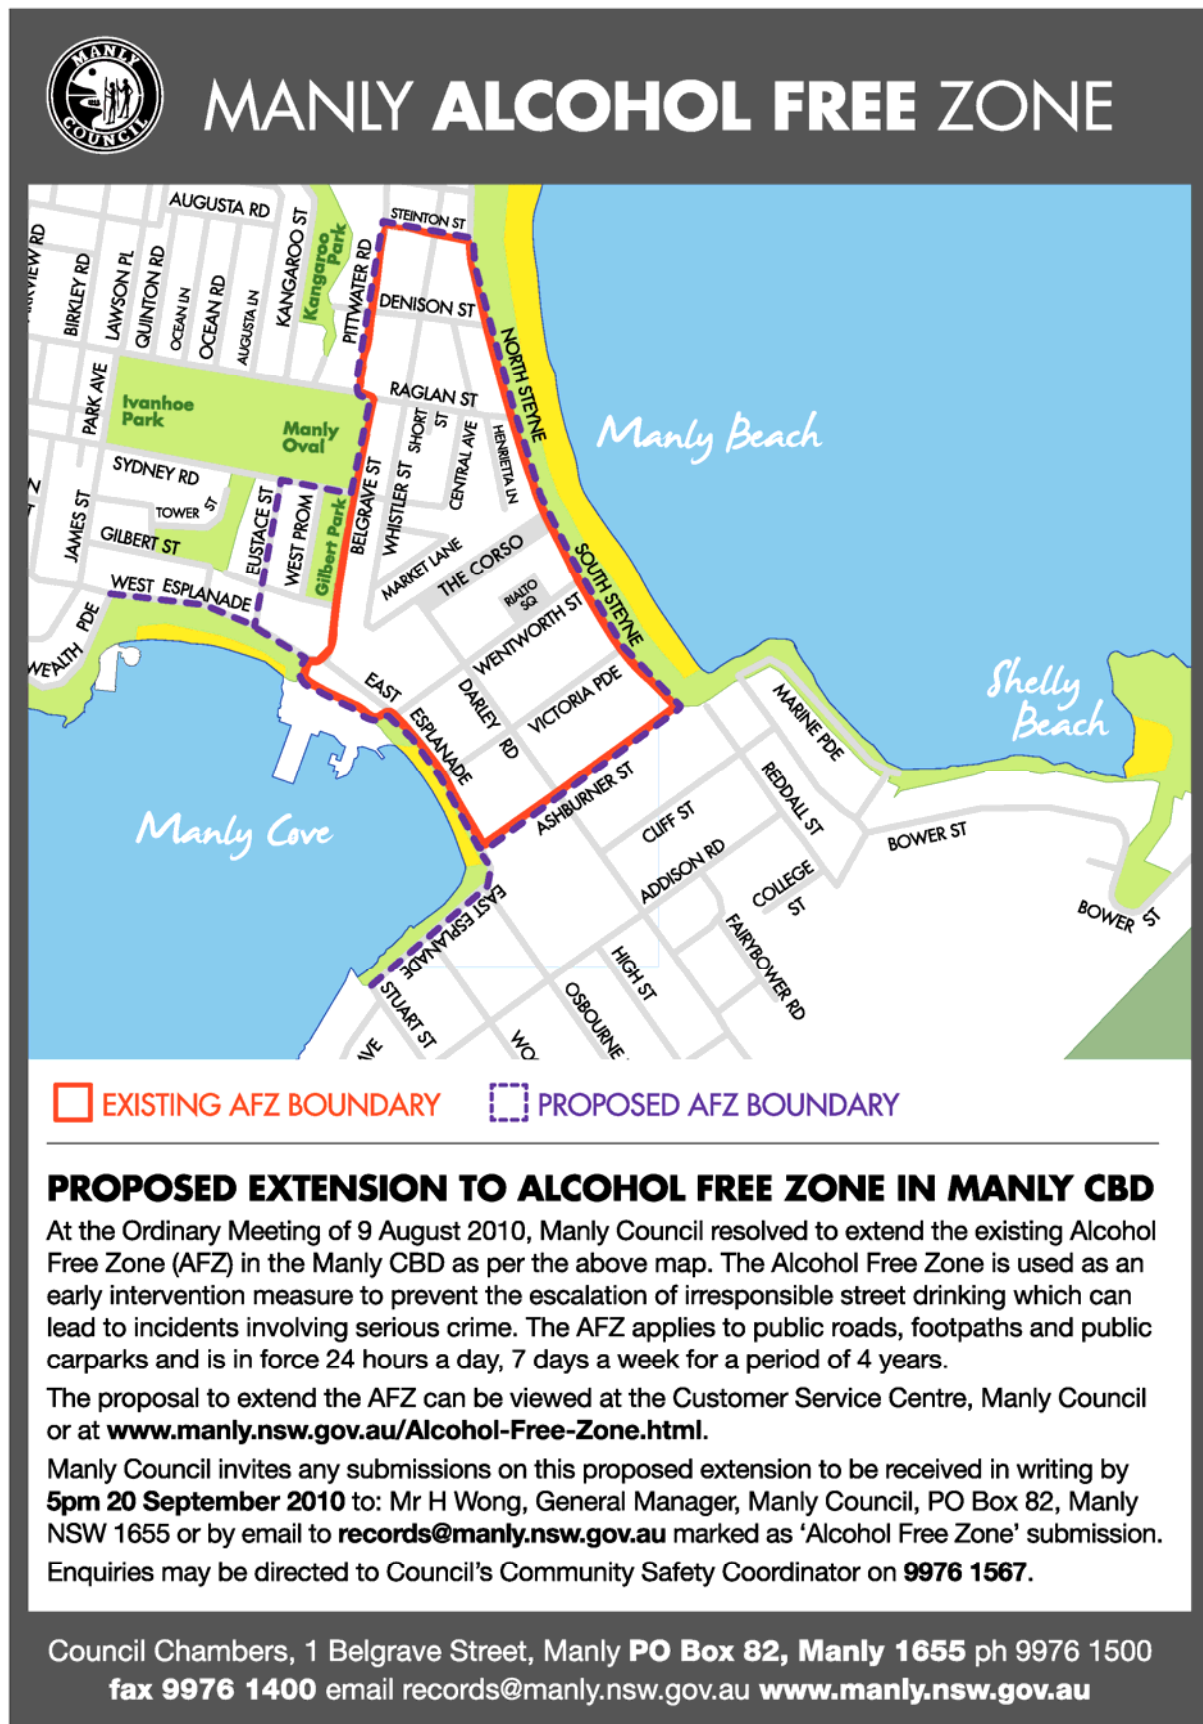 MANLY
COUNCIL
MANLY ALCOHOL FREE ZONE
AUGUSTA RD
STEINTON ST
BIRKLEY RD
LAWSON PL
QUINTON RD
OCEAN LN
OCEAN RD
AUGUSTA LN
KANGAROO ST
Kangaroo
Park
PITTWATER RD
DENISON ST
NORTH STEYNE
PARK AVE
Ivanhoe
Park
Manly
Oval
RAGLAN ST
SHORT
ST
CENTRAL AVE
HENRIETTA LN
Manly Beach
SYDNEY RD
TOWER ST
JAMES ST
GILBERT ST
EUSTACE ST
WEST PROM
Gilbert Park
BELGRAVE ST
WHISTLER ST
MARKET LANE
THE CORSO
RIALTO
SQ
SOUTH STEYNE
WEST ESPLANADE
WEALTH PDE
WENTWORTH ST
EAST
ESPLANADE
DARLEY RD
VICTORIA PDE
MARINE PDE
Shelly
Beach
Manly Cove
ASHBURNER ST
CLIFF ST
REDDALL ST
BOWER ST
ADDISON RD
COLLEGE
ST
EAST ESPLANADE
FAIRYBOWER RD
BOWER ST
STUART ST
HIGH ST
OSBOURNE
AVE
WO
EXISTING AFZ BOUNDARY
PROPOSED AFZ BOUNDARY
PROPOSED EXTENSION TO ALCOHOL FREE ZONE IN MANLY CBD
At the Ordinary Meeting of 9 August 2010, Manly Council resolved to extend the existing Alcohol
Free Zone (AFZ) in the Manly CBD as per the above map. The Alcohol Free Zone is used as an
early intervention measure to prevent the escalation of irresponsible street drinking which can
lead to incidents involving serious crime. The AFZ applies to public roads, footpaths and public
carparks and is in force 24 hours a day, 7 days a week for a period of 4 years.
The proposal to extend the AFZ can be viewed at the Customer Service Centre, Manly Council
or at www.manly.nsw.gov.au/Alcohol-Free-Zone.html.
Manly Council invites any submissions on this proposed extension to be received in writing by
5pm 20 September 2010 to: Mr H Wong, General Manager, Manly Council, PO Box 82, Manly
NSW 1655 or by email to records@manly.nsw.gov.au marked as ‘Alcohol Free Zone’ submission.
Enquiries may be directed to Council’s Community Safety Coordinator on 9976 1567.
Council Chambers, 1 Belgrave Street, Manly PO Box 82, Manly 1655 ph 9976 1500
fax 9976 1400 email records@manly.nsw.gov.au www.manly.nsw.gov.au